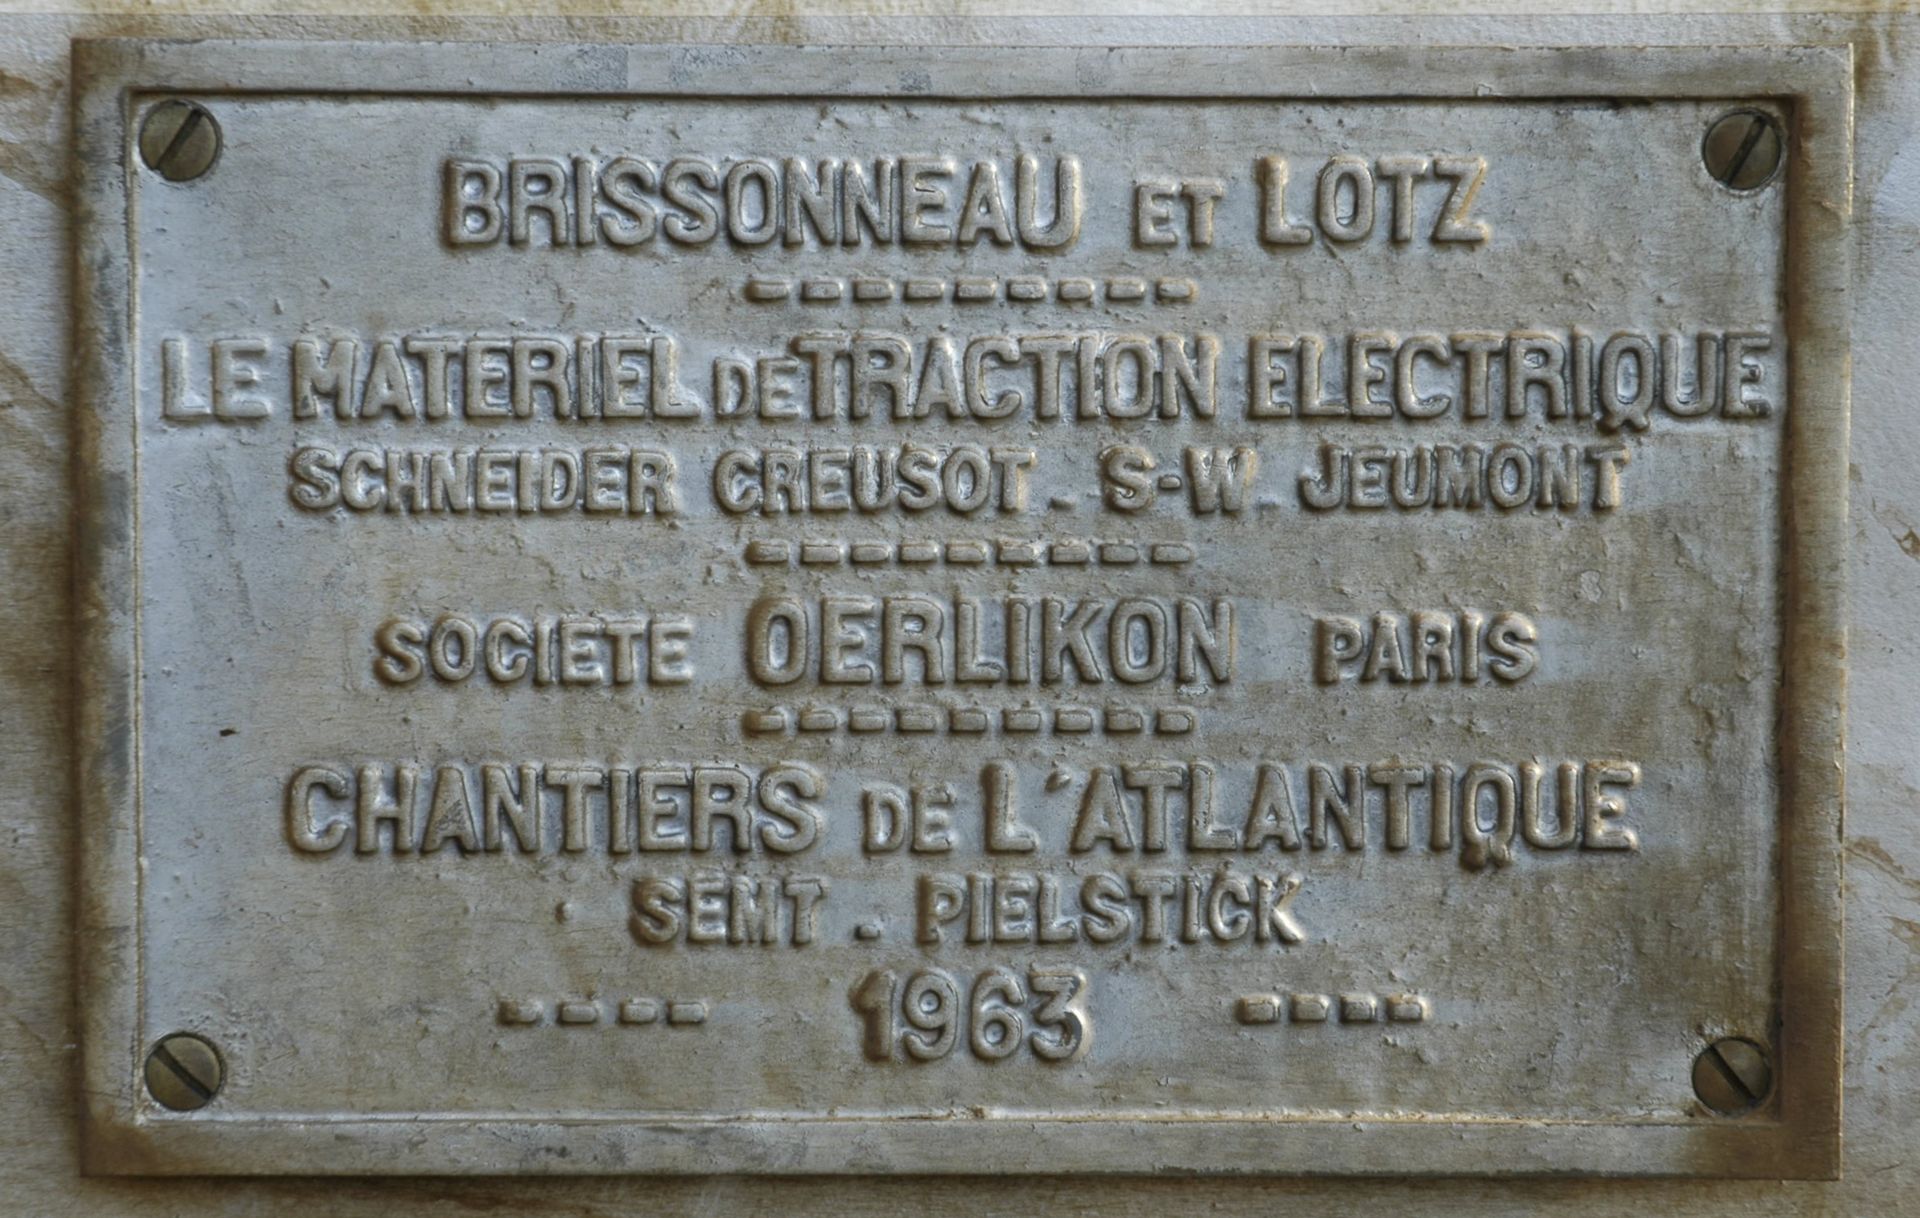 BRISSONNEAU ET LOTZ
LE MATERIEL DE TRACTION ELECTRIQUE
SCHNEIDER CREUSOT - S-W JEUMONT
SOCIETE OERLIKON PARIS
CHANTIERS DE L'ATLANTIQUE
SEMT - PIELSTICK
1963